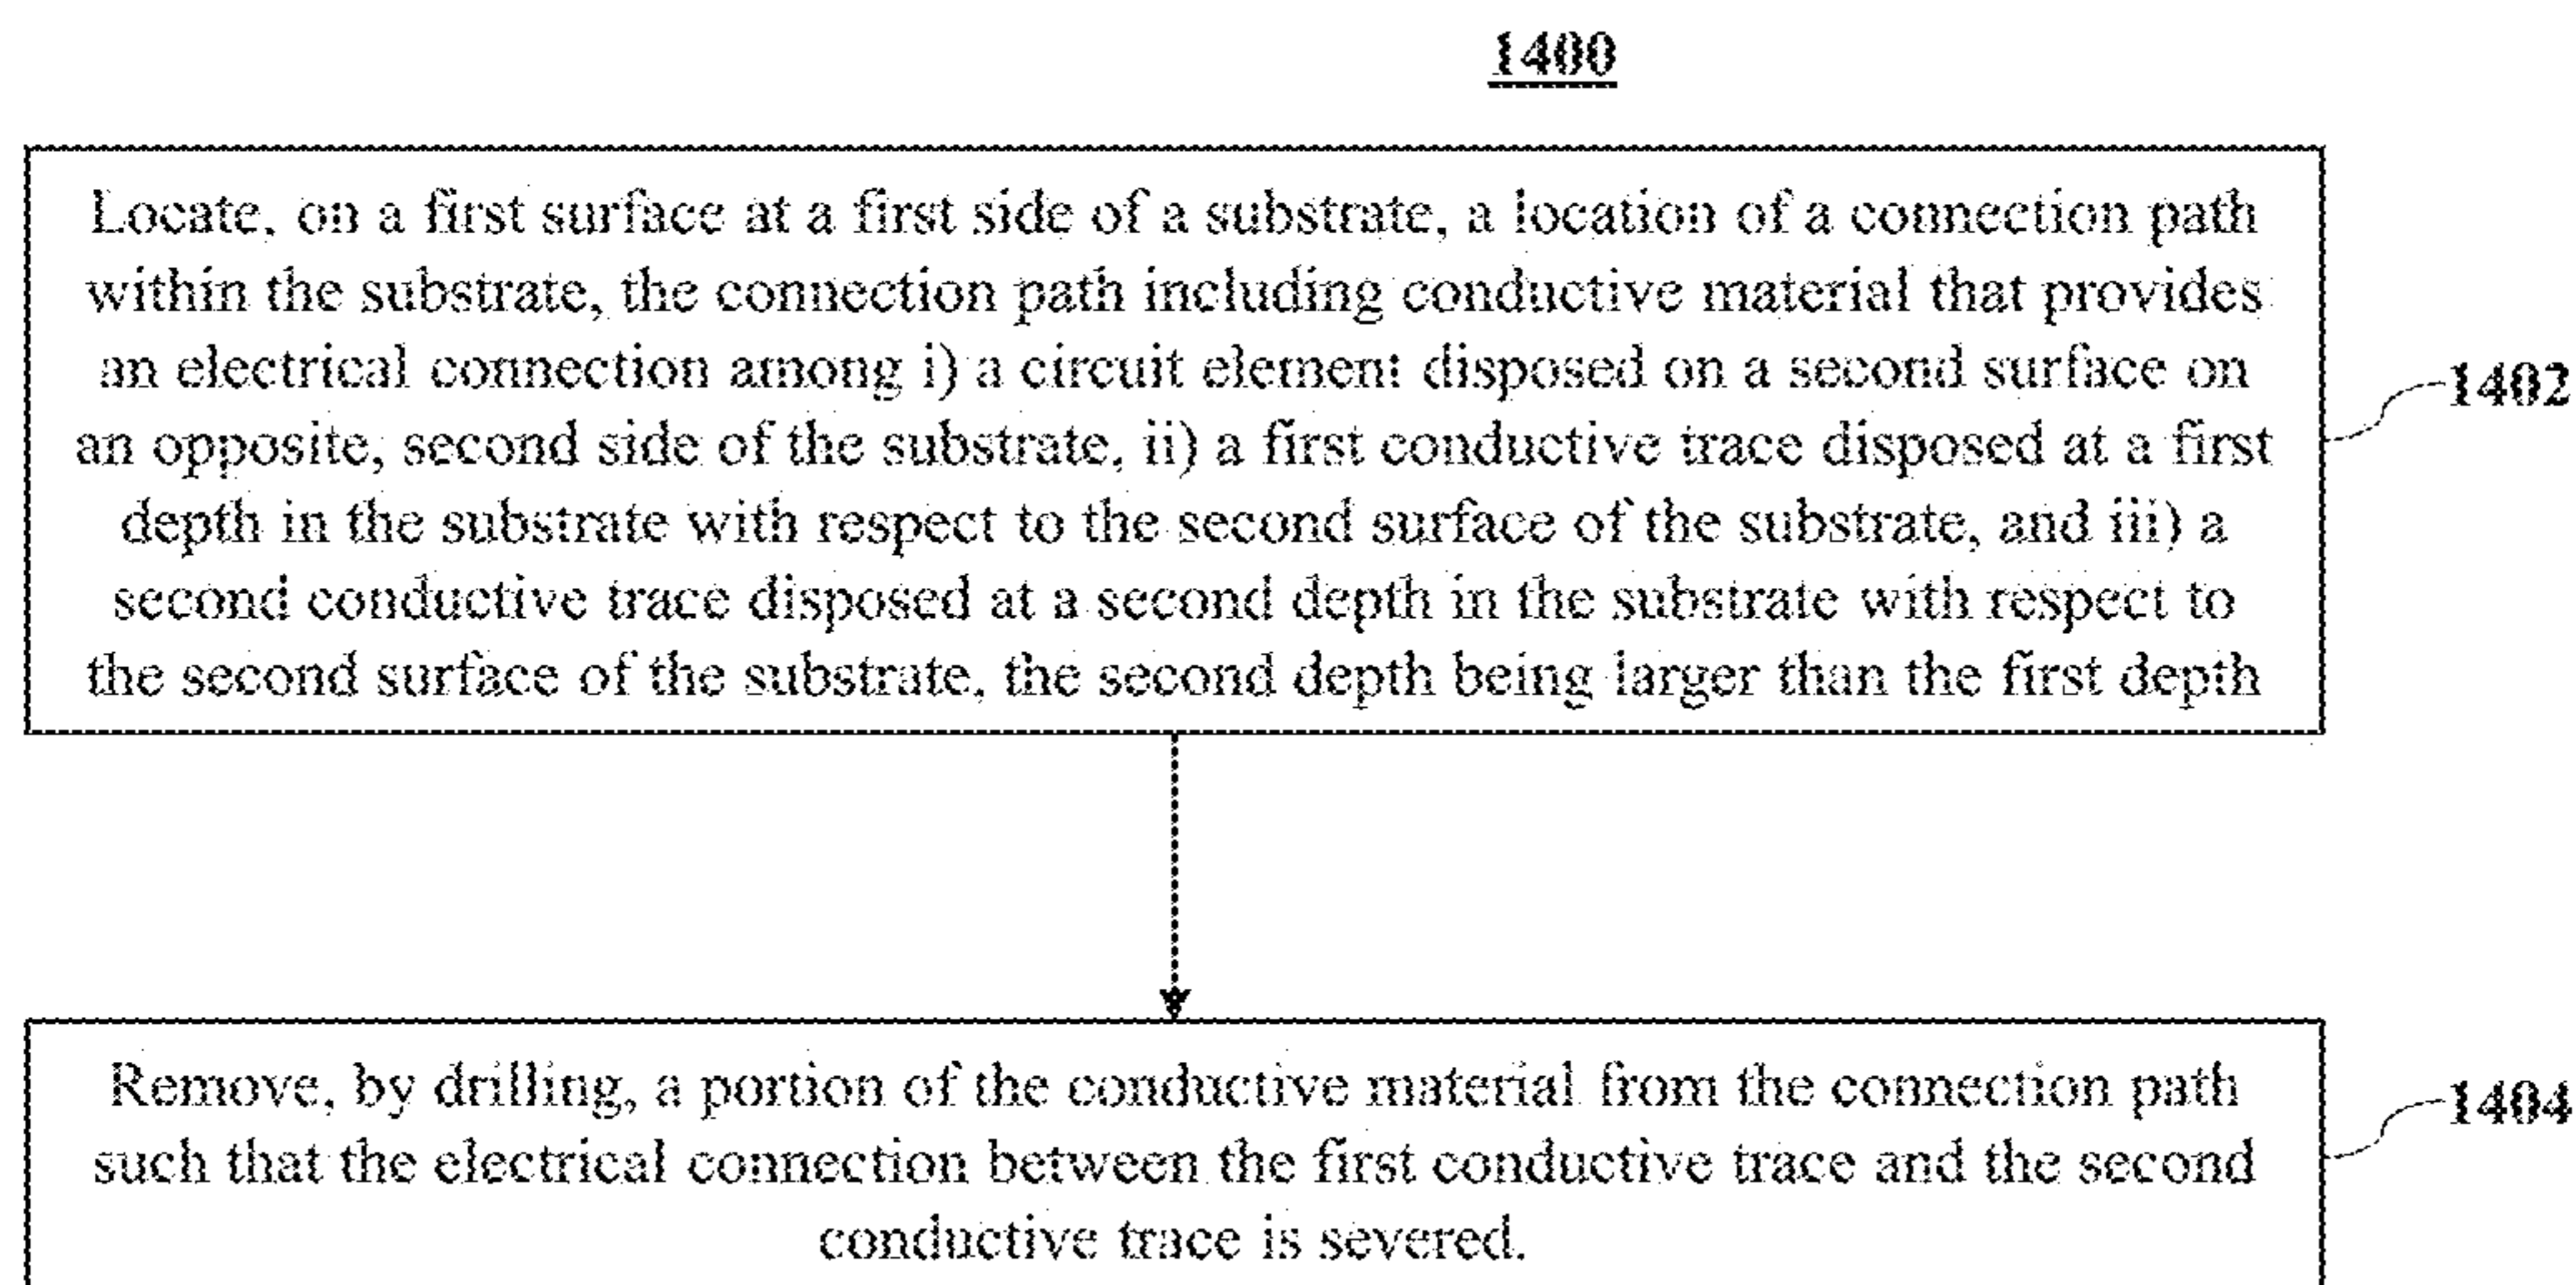 1400
Locate, on a first surface at a first side of a substrate, a location of a connection path
within the substrate, the connection path including conductive material that provides
an electrical connection among i) a circuit element disposed on a second surface on
an opposite, second side of the substrate, ii) a first conductive trace disposed at a first
depth in the substrate with respect to the second surface of the substrate, and iii) a
second conductive trace disposed at a second depth in the substrate with respect to
the second surface of the substrate, the second depth being larger than the first depth
1402
Remove, by drilling, a portion of the conductive material from the connection path
such that the electrical connection between the first conductive trace and the second
conductive trace is severed.
1404